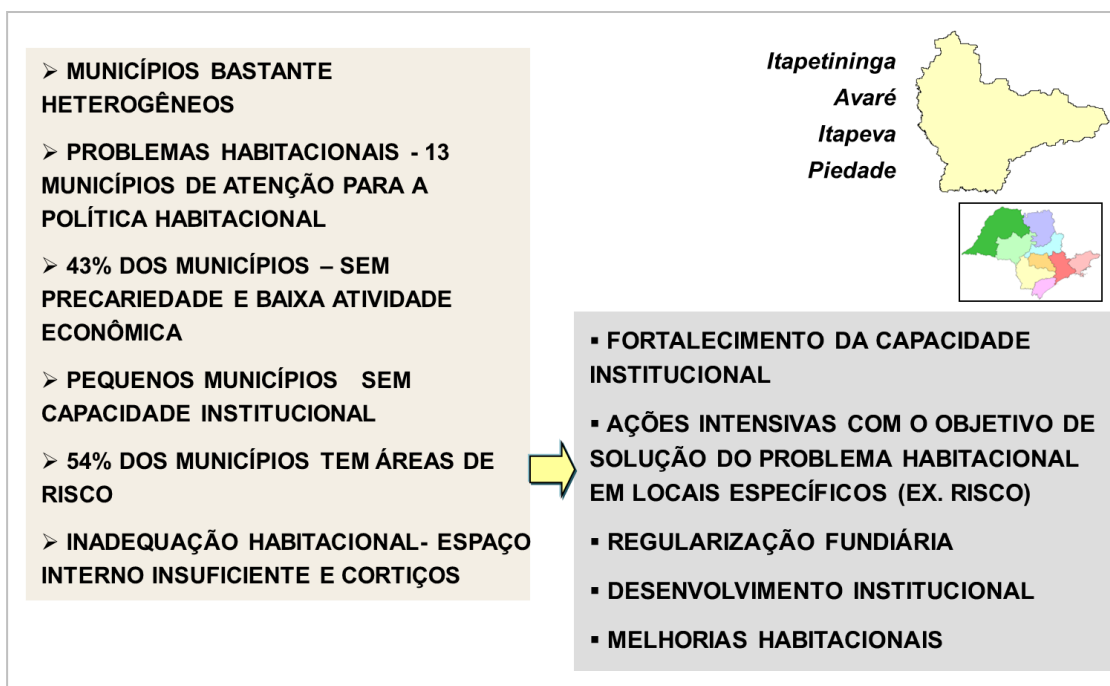 ➢ MUNICÍPIOS BASTANTE
HETEROGÊNEOS
➢ PROBLEMAS HABITACIONAIS - 13
MUNICÍPIOS DE ATENÇÃO PARA A
POLÍTICA HABITACIONAL
➢ 43% DOS MUNICÍPIOS – SEM
PRECARIEDADE E BAIXA ATIVIDADE
ECONÔMICA
➢ PEQUENOS MUNICÍPIOS SEM
CAPACIDADE INSTITUCIONAL
➢ 54% DOS MUNICÍPIOS TEM ÁREAS DE
RISCO
➢ INADEQUAÇÃO HABITACIONAL- ESPAÇO
INTERNO INSUFICIENTE E CORTIÇOS
Itapetininga
Avaré
Itapeva
Piedade
▪ FORTALECIMENTO DA CAPACIDADE
INSTITUCIONAL
▪ AÇÕES INTENSIVAS COM O OBJETIVO DE
SOLUÇÃO DO PROBLEMA HABITACIONAL
EM LOCAIS ESPECÍFICOS (EX. RISCO)
▪ REGULARIZAÇÃO FUNDIÁRIA
▪ DESENVOLVIMENTO INSTITUCIONAL
▪ MELHORIAS HABITACIONAIS